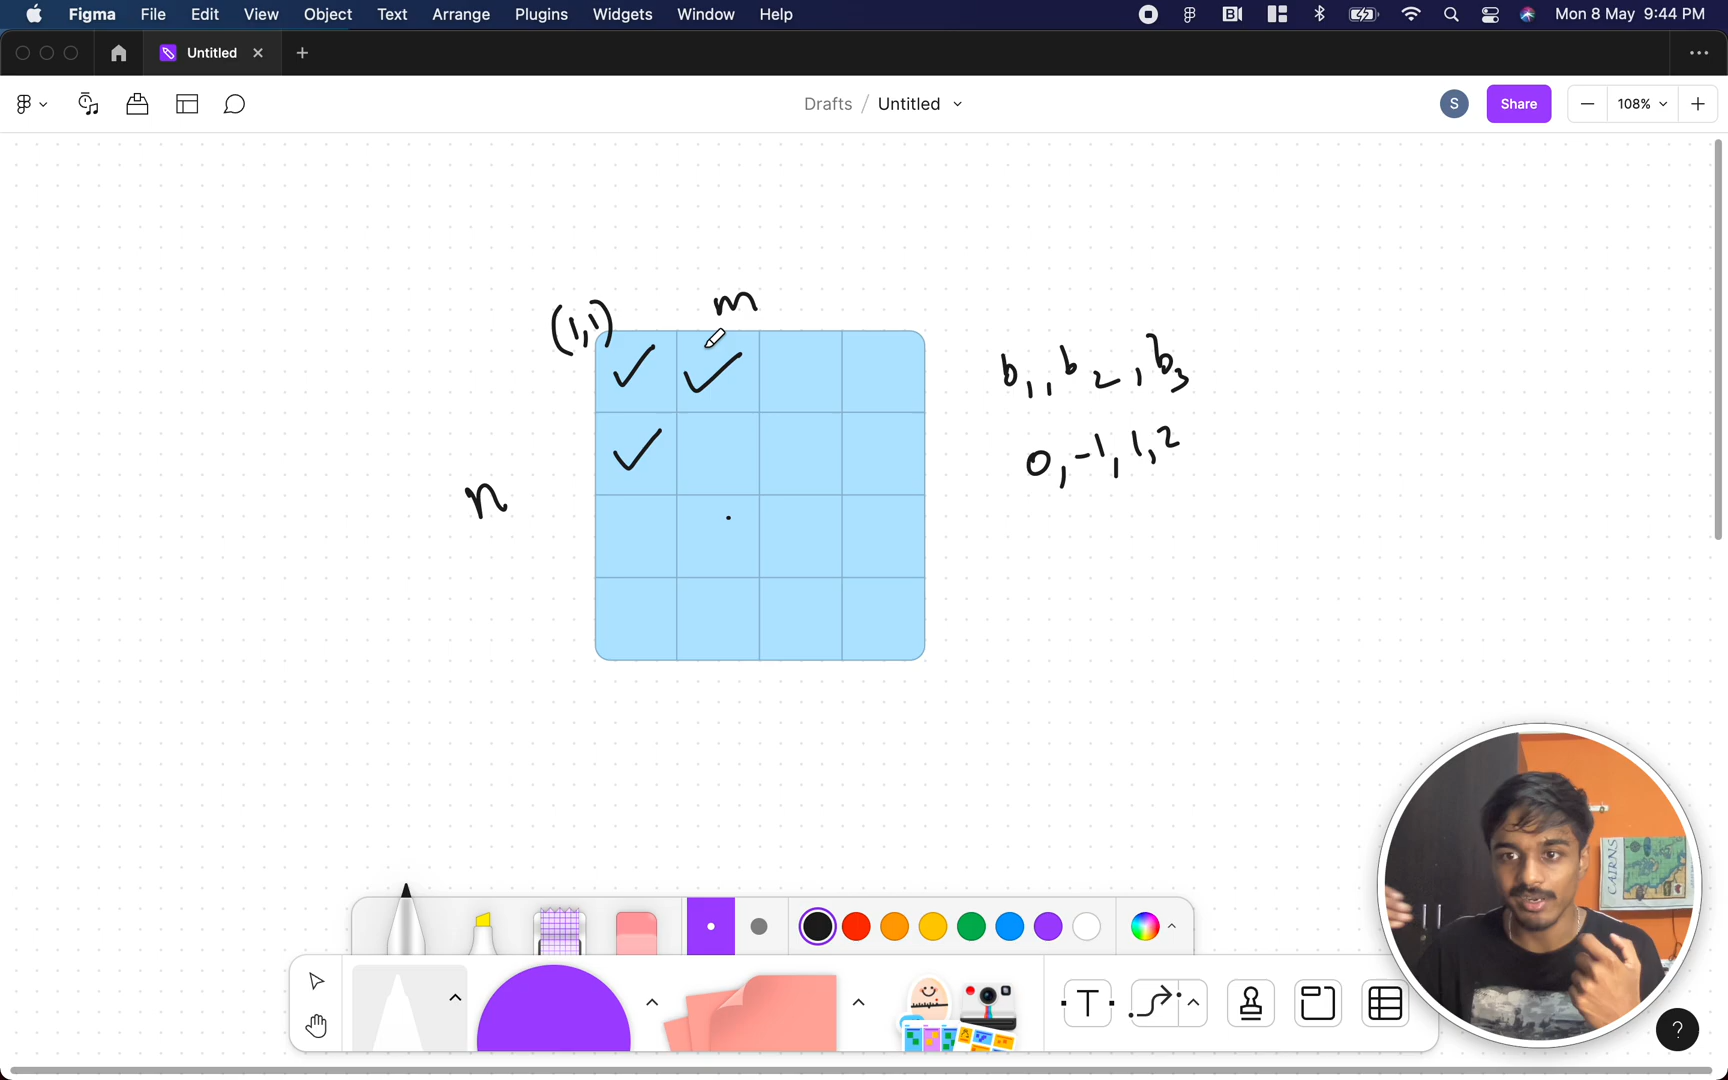 Figma File Edit View Object Text Arrange Plugins Widgets Window Help Mon 8 May 9:44 PM
Untitled
Drafts / Untitled
S
Share
108%
(1,1)
m
b1, b2, b3
0, -1, 1, 2
n
CAIRNS
T
?